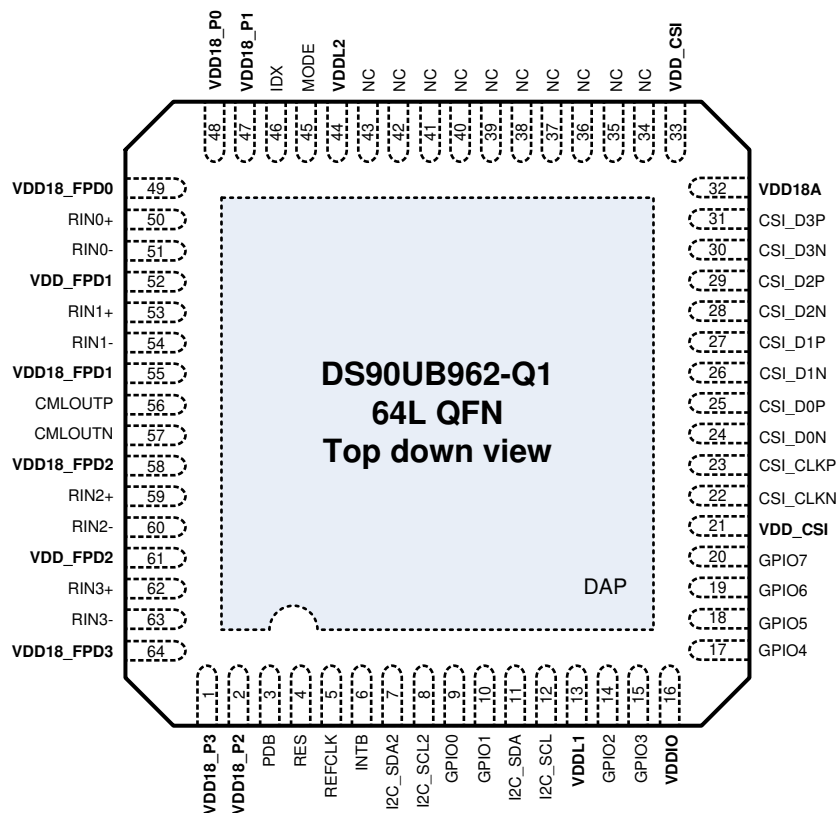 VDD18_P0
VDD18_P1
IDX
MODE
VDDL2
NC
NC
NC
NC
NC
NC
NC
NC
NC
NC
VDD_CSI
48
47
46
45
44
43
42
41
40
39
38
37
36
35
34
33
VDD18_FPD0 49
RIN0+ 50
RIN0- 51
VDD_FPD1 52
RIN1+ 53
RIN1- 54
VDD18_FPD1 55
CMLOUTP 56
CMLOUTN 57
VDD18_FPD2 58
RIN2+ 59
RIN2- 60
VDD_FPD2 61
RIN3+ 62
RIN3- 63
VDD18_FPD3 64
DS90UB962-Q1
64L QFN
Top down view
DAP
32 VDD18A
31 CSI_D3P
30 CSI_D3N
29 CSI_D2P
28 CSI_D2N
27 CSI_D1P
26 CSI_D1N
25 CSI_D0P
24 CSI_D0N
23 CSI_CLKP
22 CSI_CLKN
21 VDD_CSI
20 GPIO7
19 GPIO6
18 GPIO5
17 GPIO4
1
2
3
4
5
6
7
8
9
10
11
12
13
14
15
16
VDD18_P3
VDD18_P2
PDB
RES
REFCLK
INTB
I2C_SDA2
I2C_SCL2
GPIO0
GPIO1
I2C_SDA
I2C_SCL
VDDL1
GPIO2
GPIO3
VDDIO